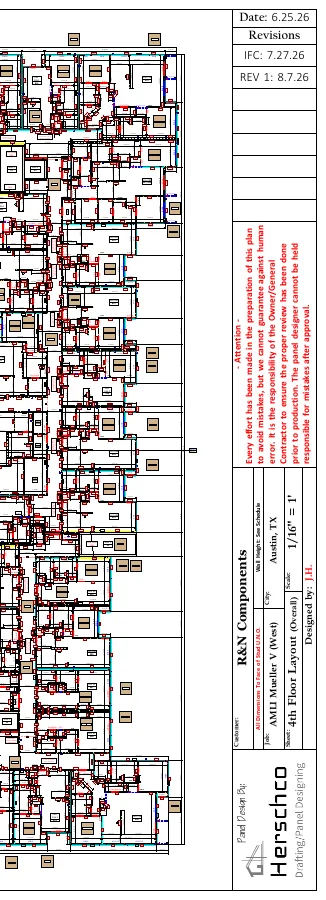 Date: 6.25.26
Revisions
IFC: 7.27.26
REV 1: 8.7.26
- Attention -
Every effort has been made in the preparation of this plan
to avoid mistakes, but we cannot guarantee against human
error. It is the responsibility of the Owner/General
Contractor to ensure the proper review has been done
prior to production. The panel designer cannot be held
responsible for mistakes after approval.
Customer:
R&N Components
All Dimensions To Face of Stud U.N.O.
Wall Height: See Schedule
Job:
AMLI Mueller V (West)
City:
Austin, TX
Sheet:
4th Floor Layout (Overall)
Scale:
1/16" = 1'
Designed by: J.H.
Panel Design By:
Herschco
Drafting/Panel Designing